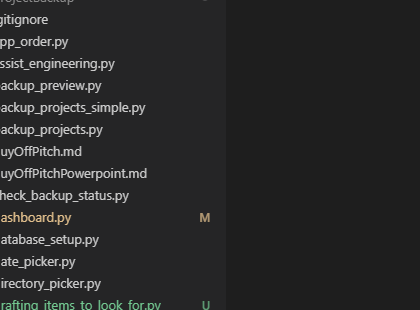 rojectsbackup
gitignore
pp_order.py
ssist_engineering.py
ackup_preview.py
ackup_projects_simple.py
ackup_projects.py
uyOffPitch.md
uyOffPitchPowerpoint.md
heck_backup_status.py
ashboard.py M
atabase_setup.py
ate_picker.py
irectory_picker.py
rafting_items_to_look_for.py U